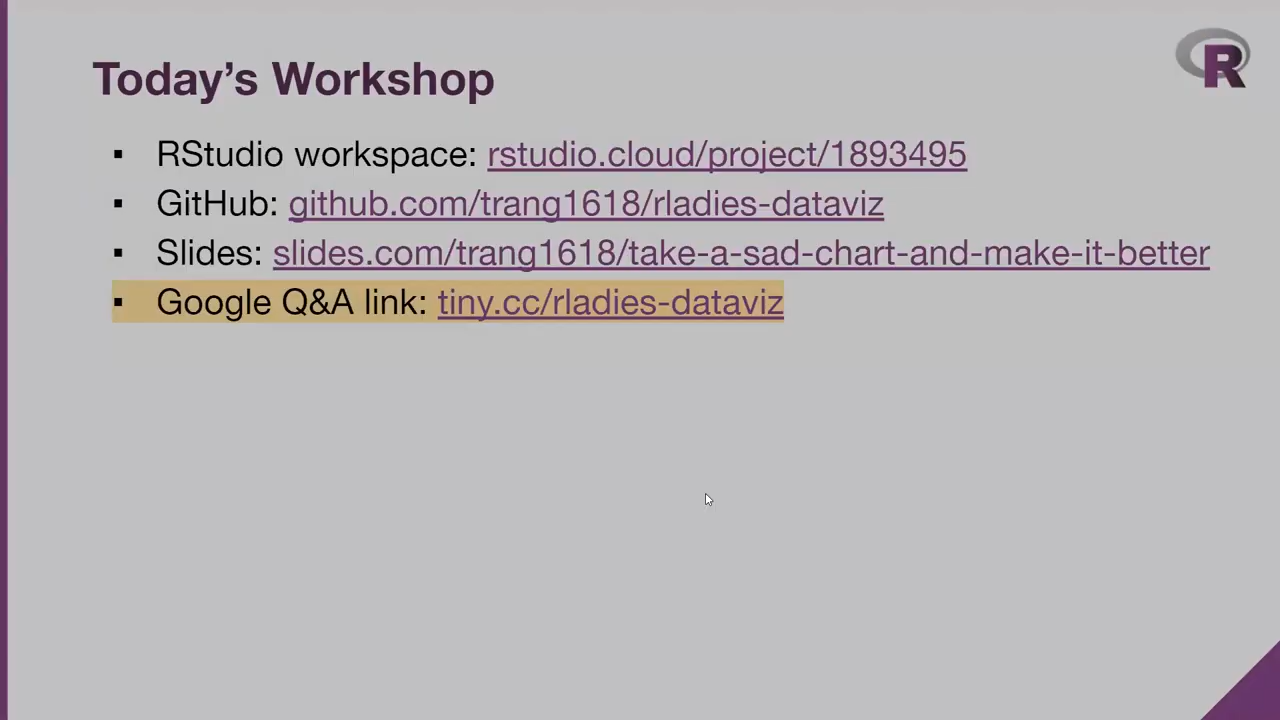 Today’s Workshop
R
▪ RStudio workspace: rstudio.cloud/project/1893495
▪ GitHub: github.com/trang1618/rladies-dataviz
▪ Slides: slides.com/trang1618/take-a-sad-chart-and-make-it-better
▪ Google Q&A link: tiny.cc/rladies-dataviz